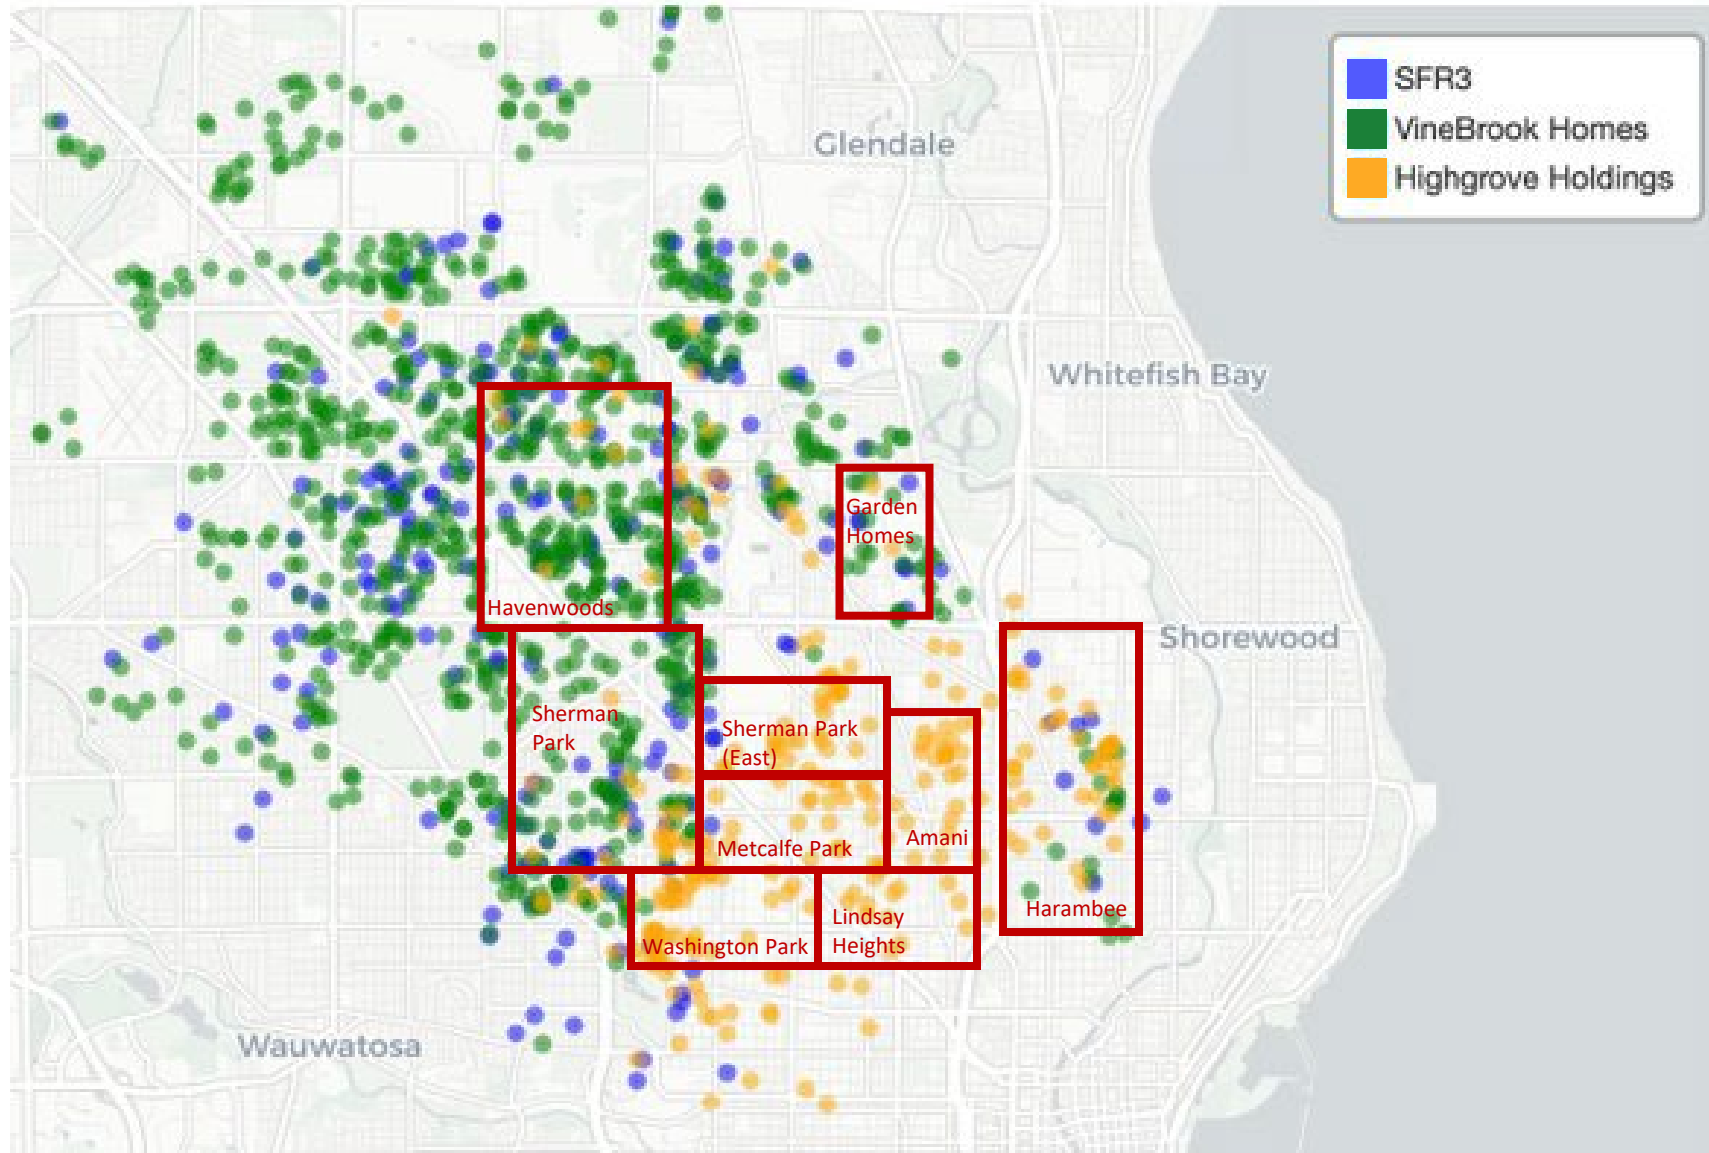 SFR3
VineBrook Homes
Highgrove Holdings
Glendale
Whitefish Bay
Garden
Homes
Havenwoods
Shorewood
Sherman
Park
Sherman Park
(East)
Metcalfe Park
Amani
Harambee
Washington Park
Lindsay
Heights
Wauwatosa